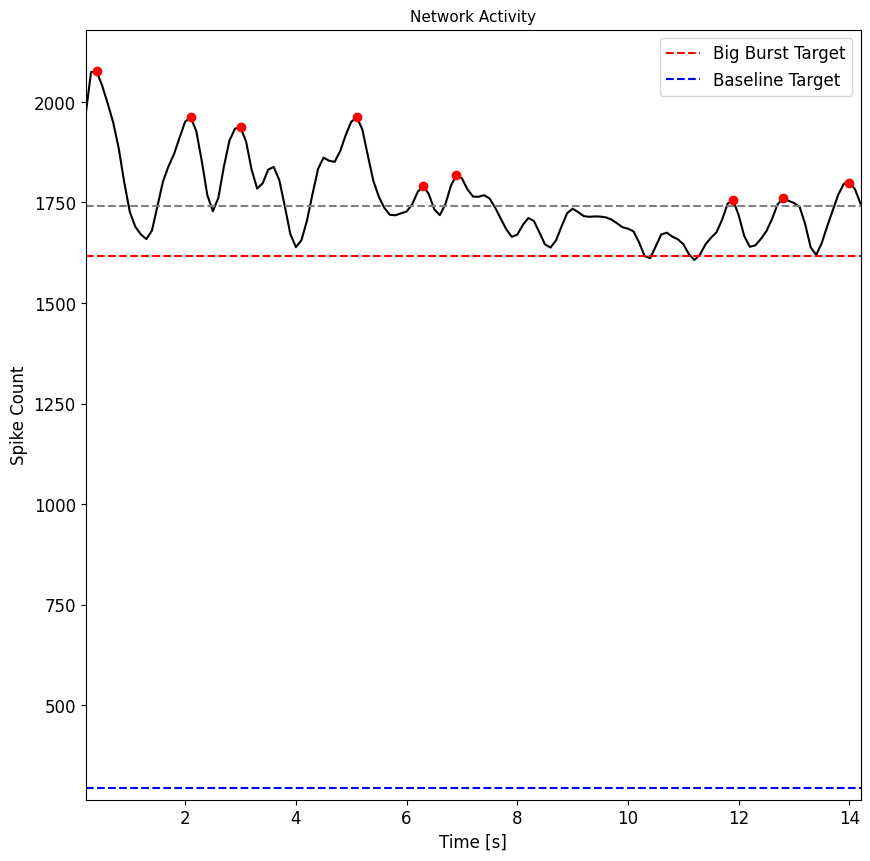 Network Activity
Big Burst Target
Baseline Target
Spike Count
2000
1750
1500
1250
1000
750
500
2 4 6 8 10 12 14
Time [s]